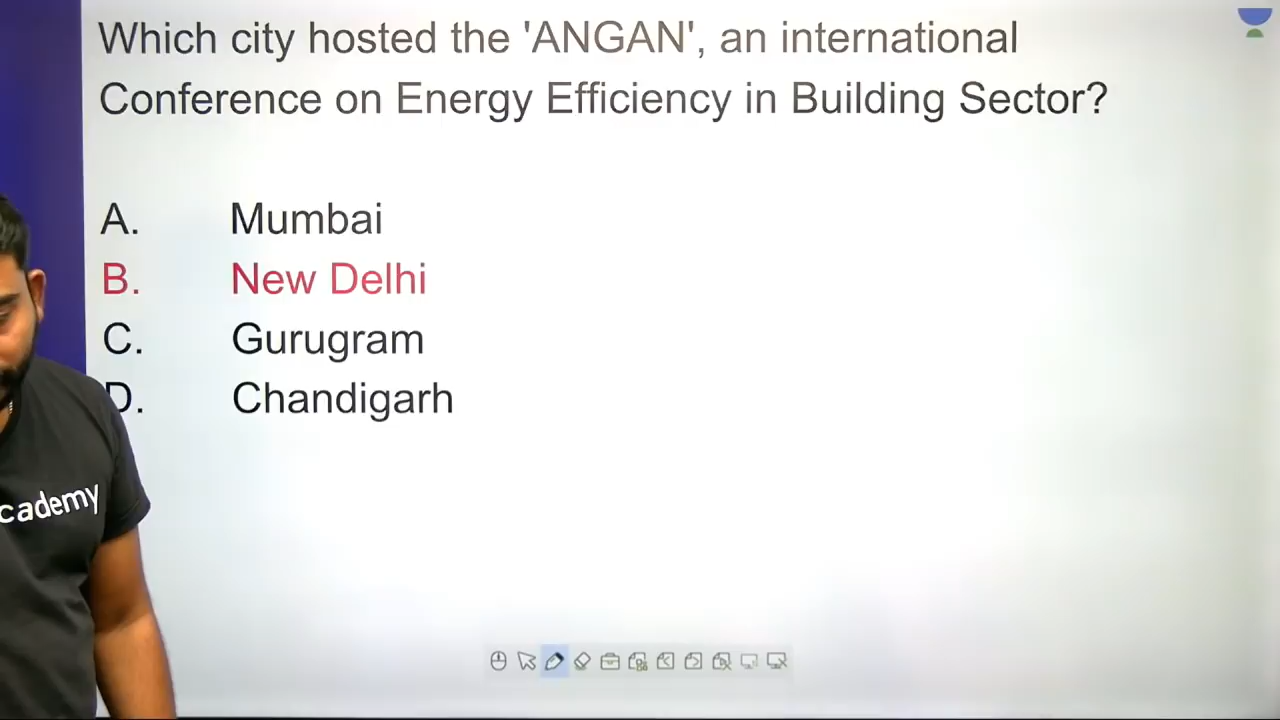 Which city hosted the 'ANGAN', an international
Conference on Energy Efficiency in Building Sector?
A. Mumbai
B. New Delhi
C. Gurugram
D. Chandigarh
cademy